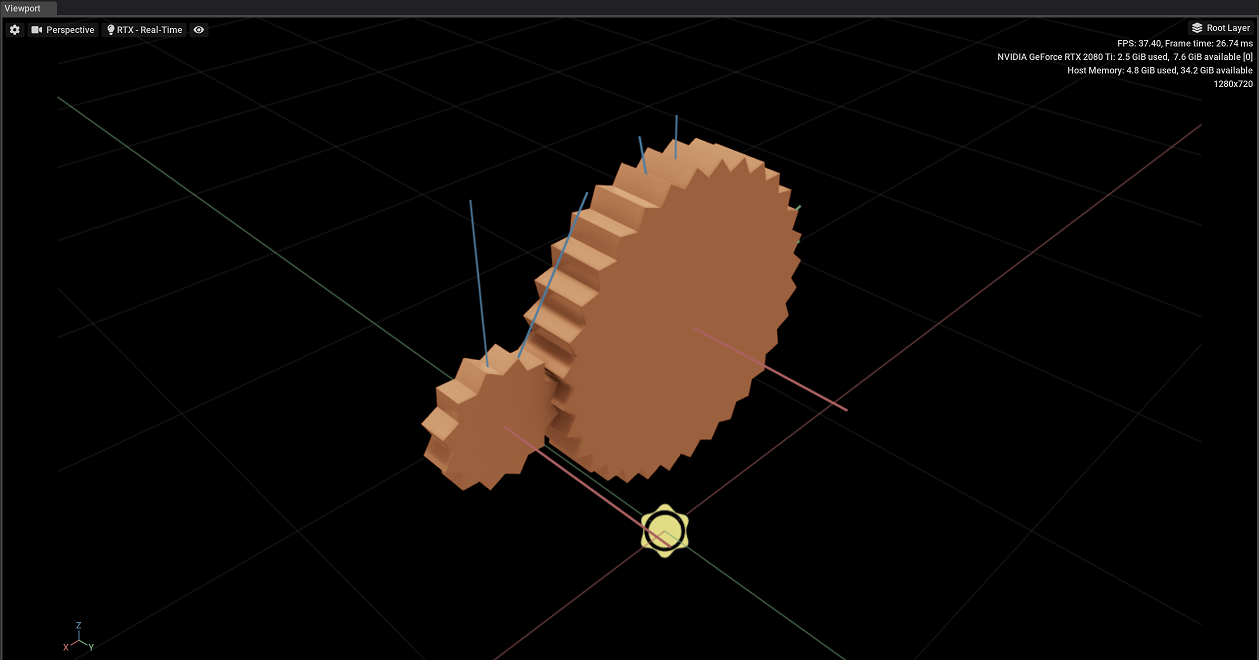 Viewport
Perspective
RTX - Real-Time
Root Layer
FPS: 37.40, Frame time: 26.74 ms
NVIDIA GeForce RTX 2080 Ti: 2.5 GiB used, 7.6 GiB available [0]
Host Memory: 4.8 GiB used, 34.2 GiB available
1280x720
Z
X
Y